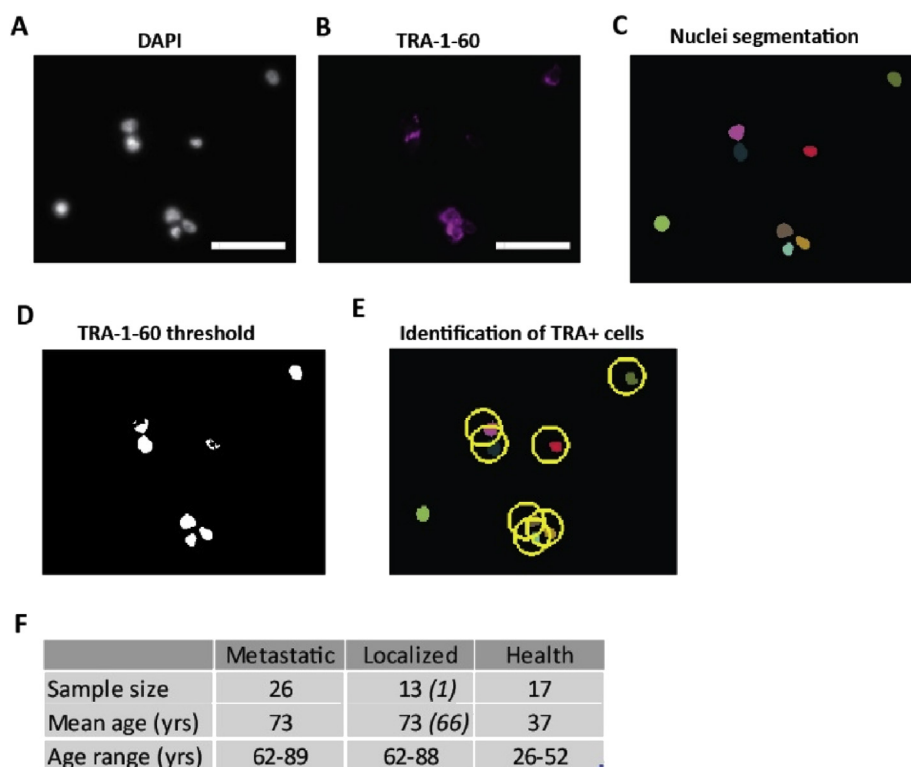 A
DAPI
B
TRA-1-60
C
Nuclei segmentation
D
TRA-1-60 threshold
E
Identification of TRA+ cells
F
Metastatic Localized Health
Sample size 26 13 (1) 17
Mean age (yrs) 73 73 (66) 37
Age range (yrs) 62-89 62-88 26-52